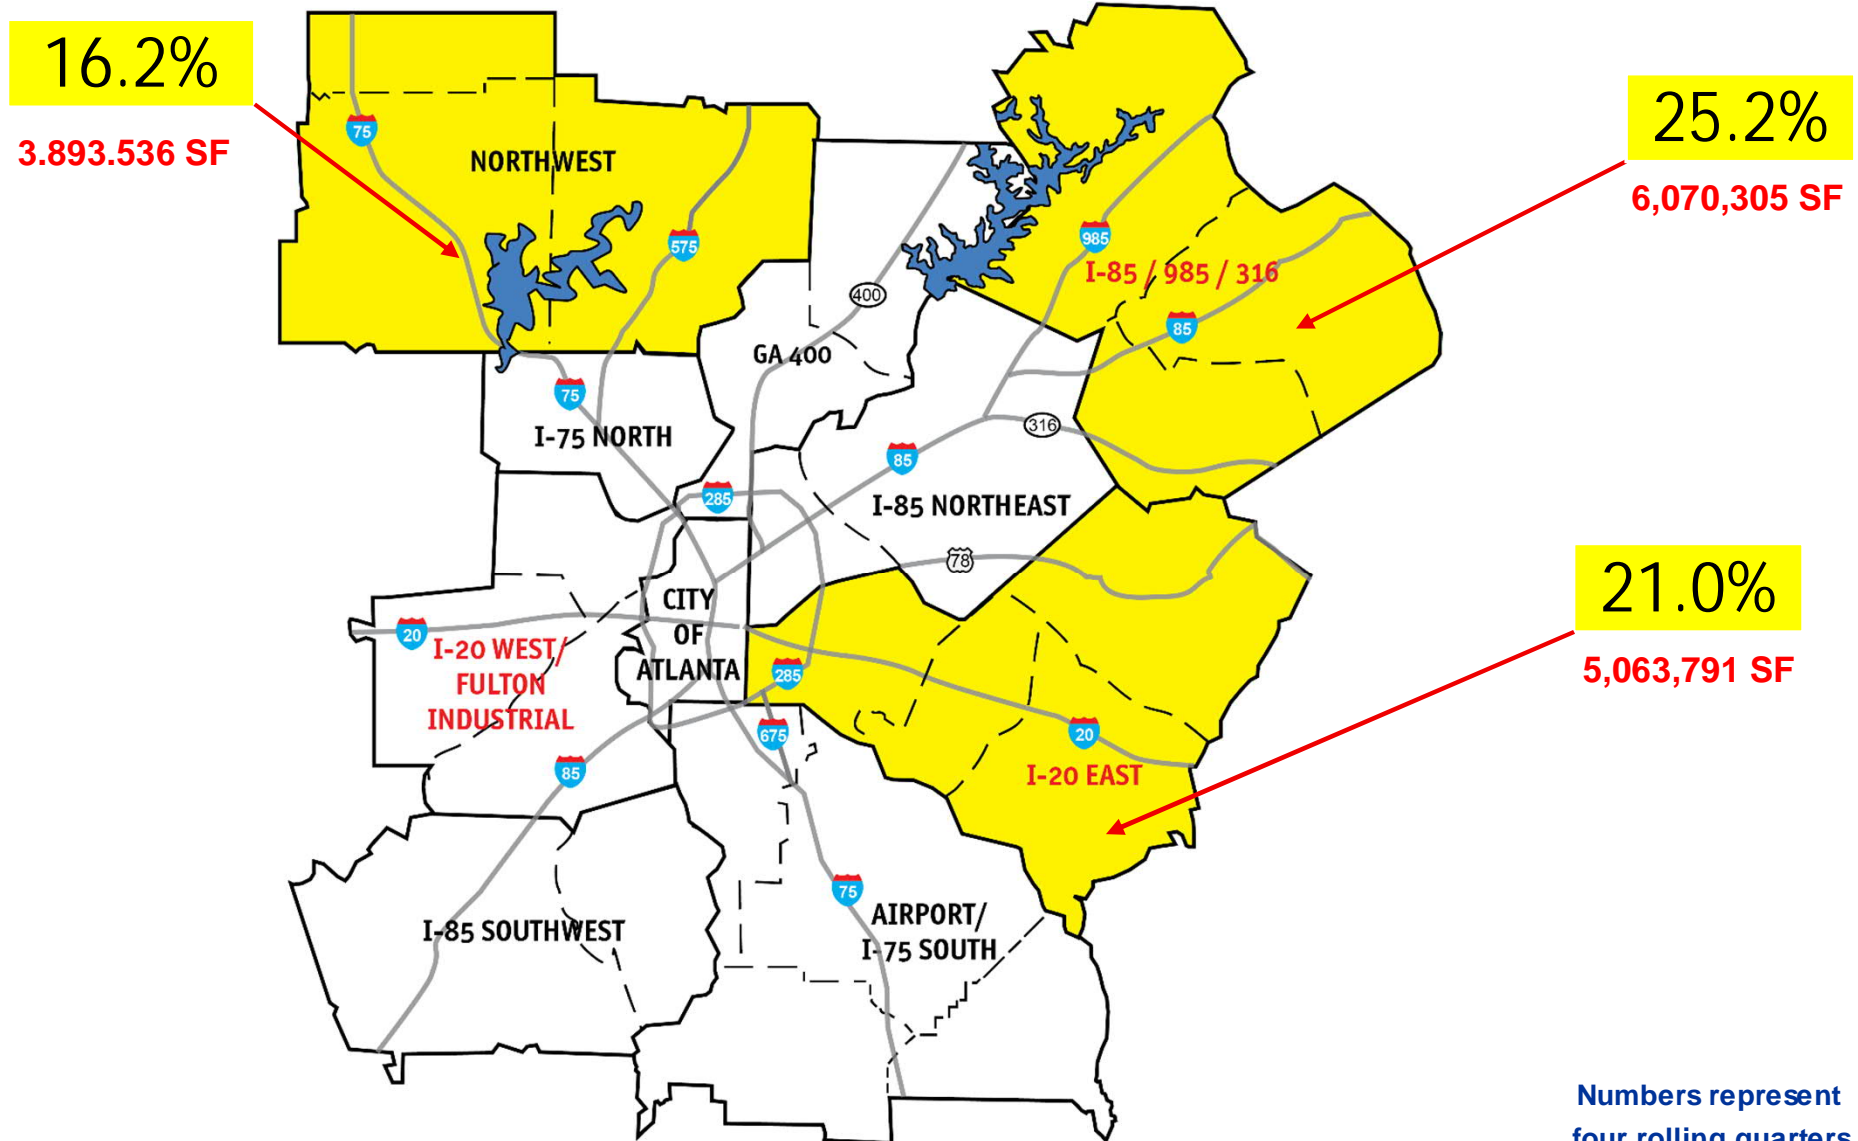 16.2%
3.893.536 SF
25.2%
6,070,305 SF
75
NORTHWEST
575
985
I-85 / 985 / 316
400
85
GA 400
75
I-75 NORTH
316
85
285
I-85 NORTHEAST
78
21.0%
5,063,791 SF
CITY
OF
ATLANTA
20
I-20 WEST/
FULTON
INDUSTRIAL
285
675
20
85
I-20 EAST
75
AIRPORT/
I-75 SOUTH
I-85 SOUTHWEST
Numbers represent
four rolling quarters